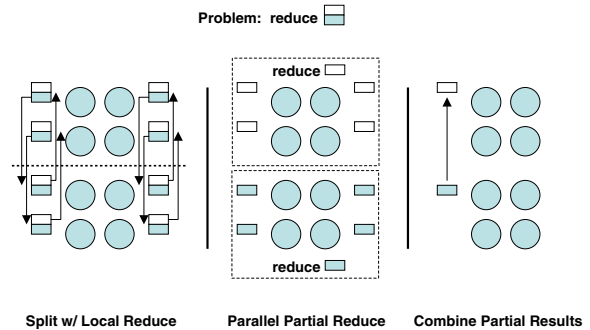 Problem: reduce
reduce
reduce
Split w/ Local Reduce
Parallel Partial Reduce
Combine Partial Results